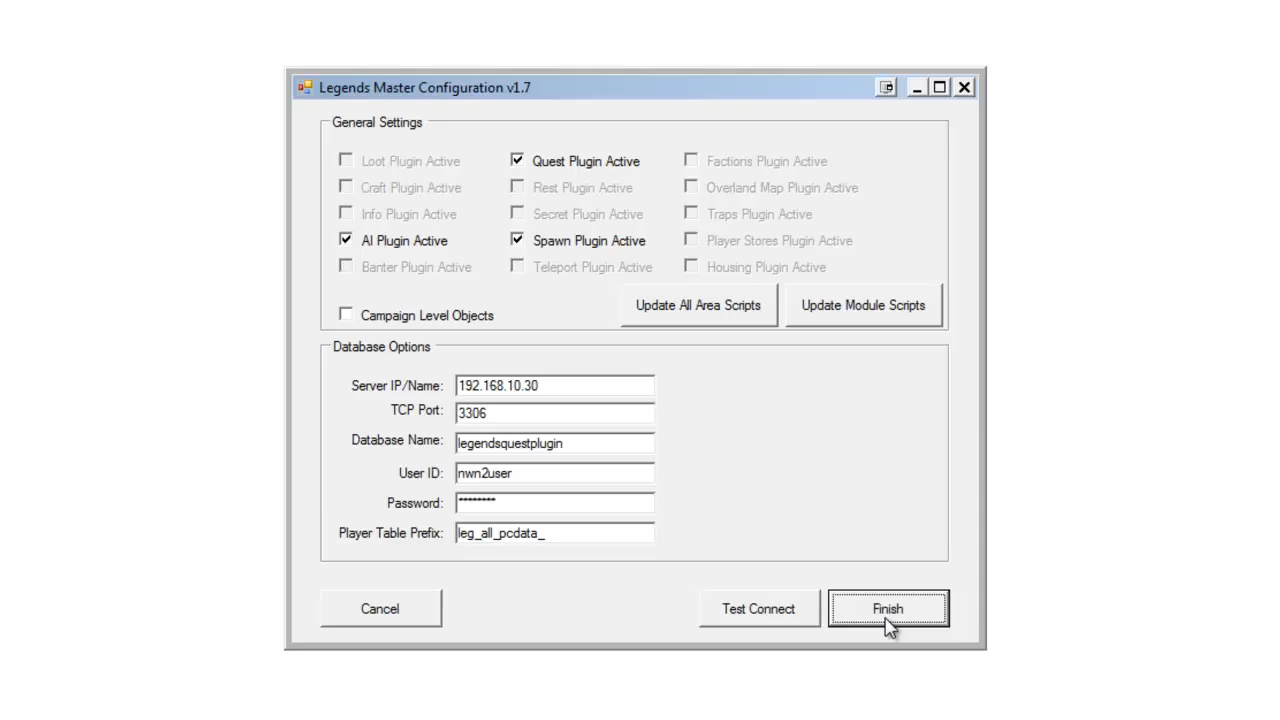 Legends Master Configuration v1.7
General Settings
Loot Plugin Active Quest Plugin Active Factions Plugin Active
Craft Plugin Active Rest Plugin Active Overland Map Plugin Active
Info Plugin Active Secret Plugin Active Traps Plugin Active
AI Plugin Active Spawn Plugin Active Player Stores Plugin Active
Banter Plugin Active Teleport Plugin Active Housing Plugin Active
Campaign Level Objects Update All Area Scripts Update Module Scripts
Database Options
Server IP/Name: 192.168.10.30
TCP Port: 3306
Database Name: legendsquestplugin
User ID: nwn2user
Password: ********
Player Table Prefix: leg_all_pcdata_
Cancel Test Connect Finish